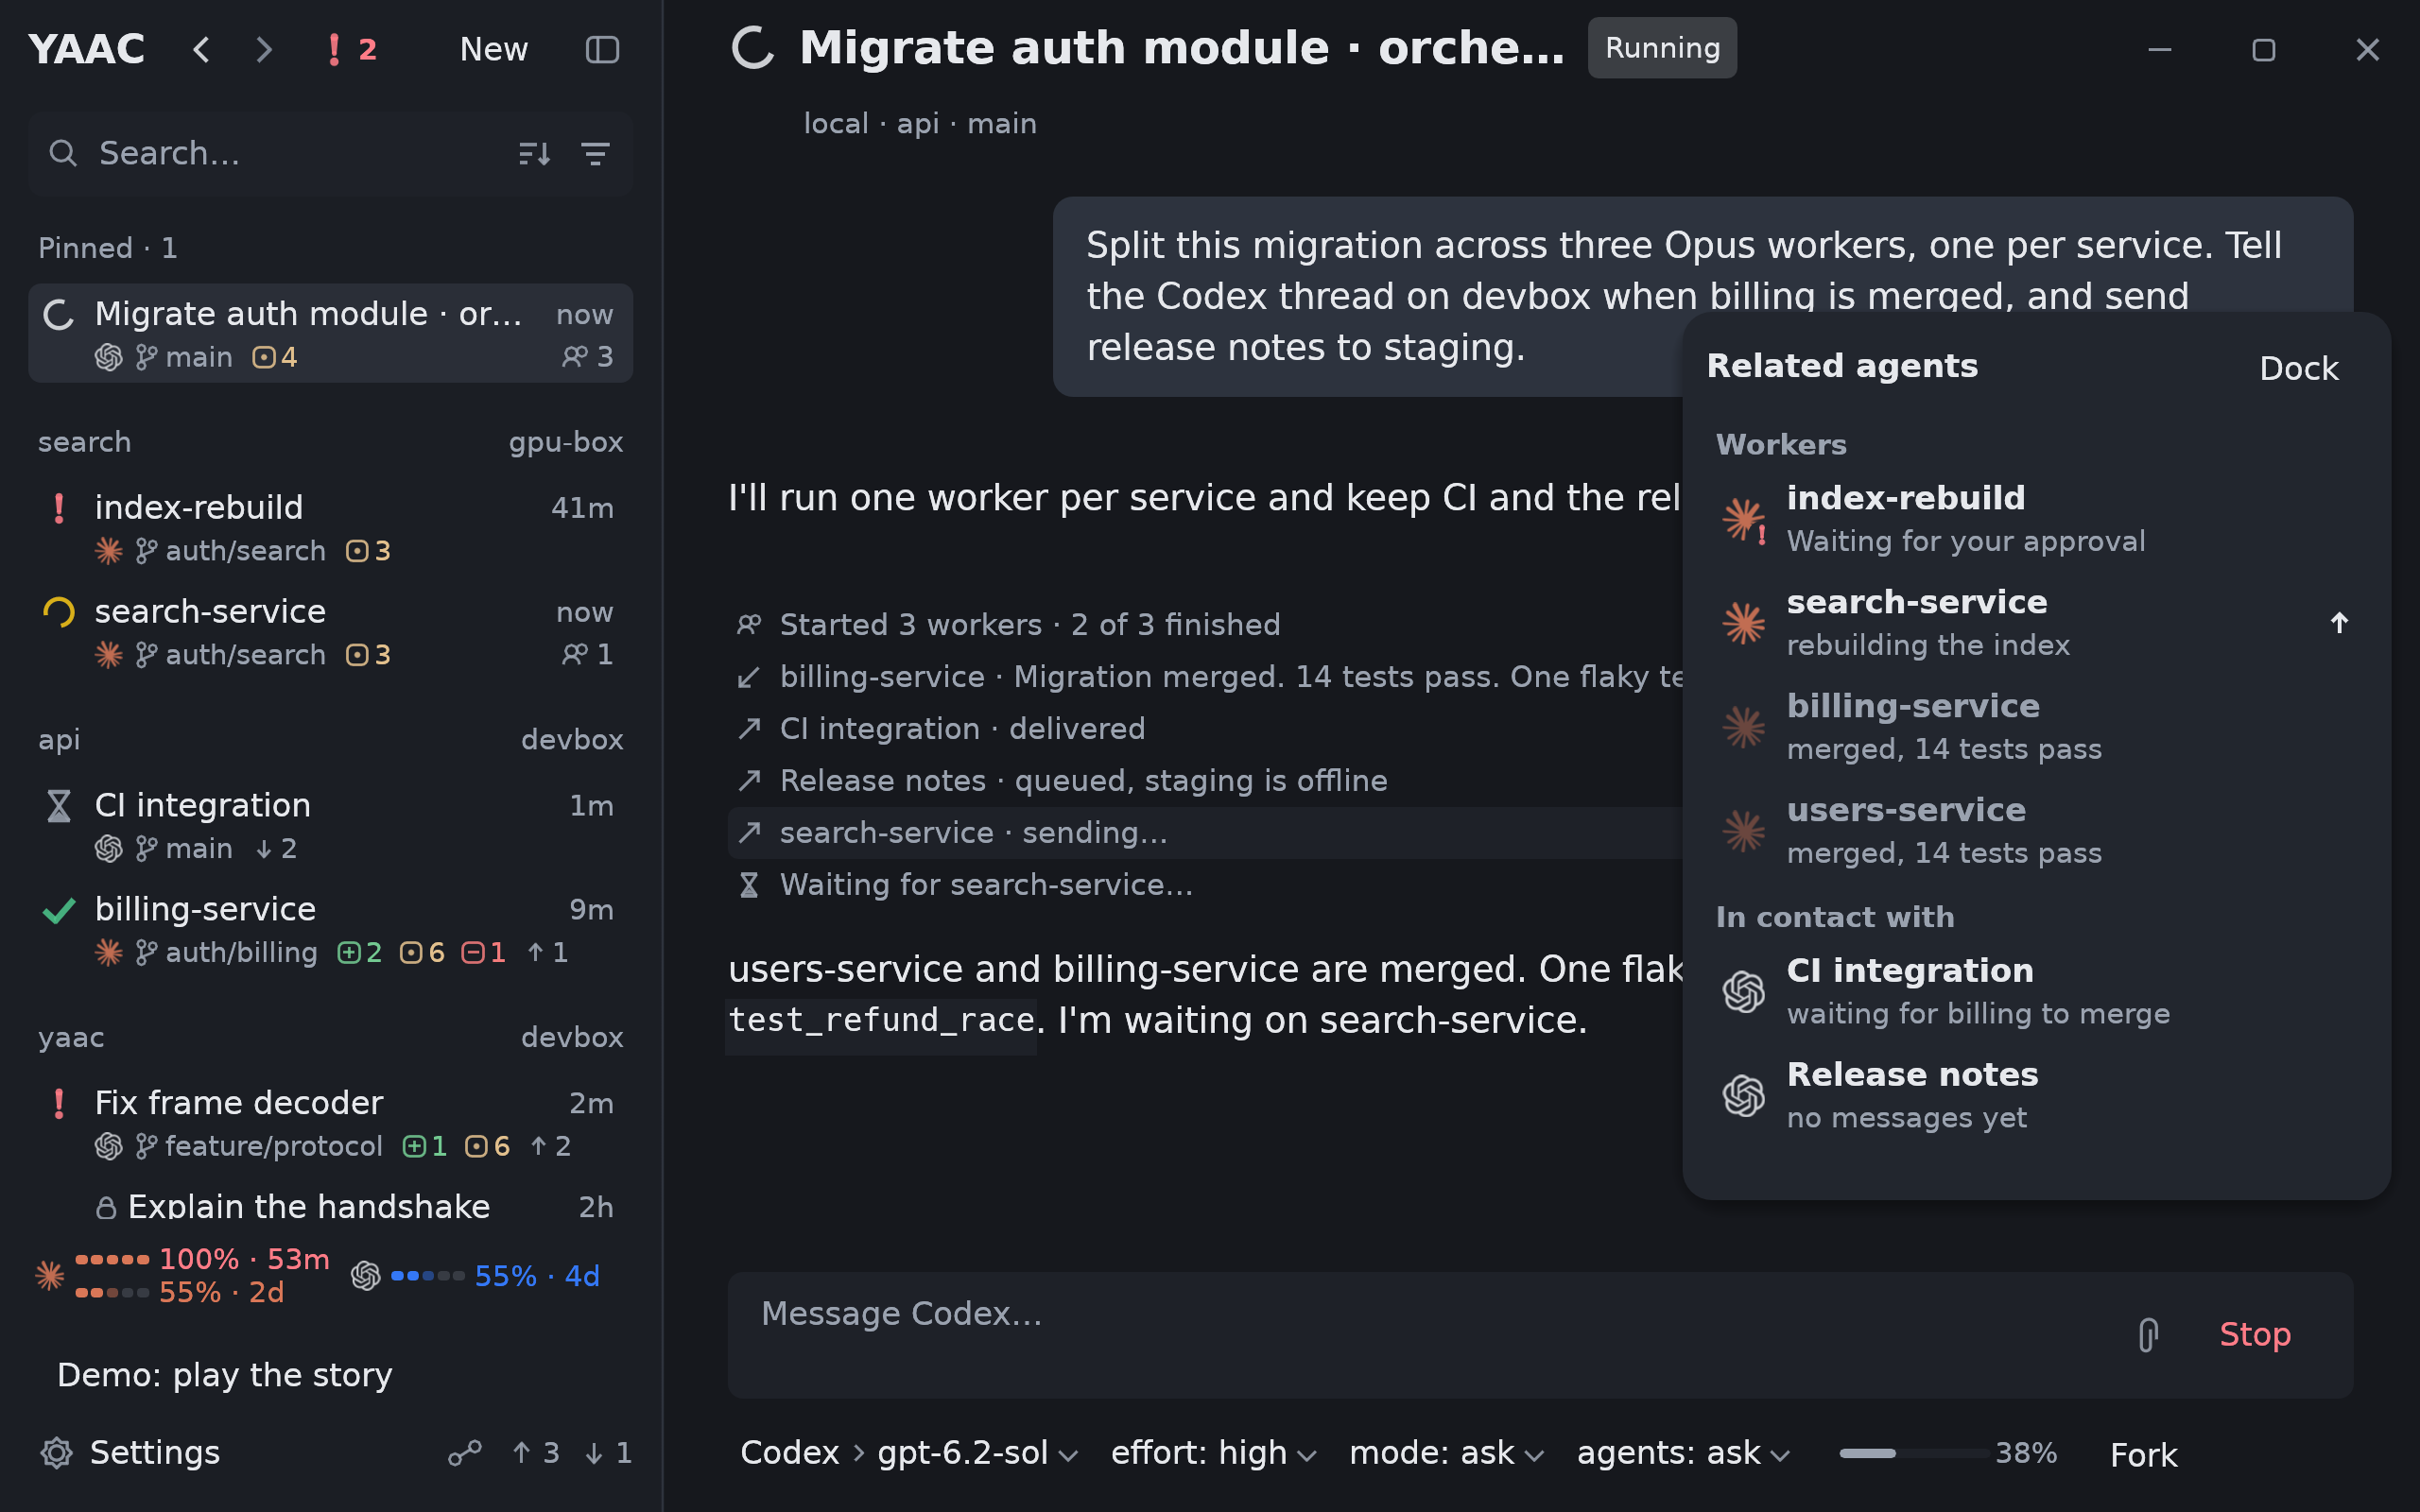 YAAC
2
New
Search...
Pinned · 1
Migrate auth module · or... now
main 4 3
search gpu-box
index-rebuild 41m
auth/search 3
search-service now
auth/search 3 1
api devbox
CI integration 1m
main ↓ 2
billing-service 9m
auth/billing 2 6 1 ↑ 1
yaac devbox
Fix frame decoder 2m
feature/protocol 1 6 ↑ 2
Explain the handshake 2h
100% · 53m
55% · 2d
55% · 4d
Demo: play the story
Settings ↑ 3 ↓ 1
Migrate auth module · orche... Running
local · api · main
Split this migration across three Opus workers, one per service. Tell
the Codex thread on devbox when billing is merged, and send
release notes to staging.
I'll run one worker per service and keep CI and the rel
Started 3 workers · 2 of 3 finished
billing-service · Migration merged. 14 tests pass. One flaky te
CI integration · delivered
Release notes · queued, staging is offline
search-service · sending...
Waiting for search-service...
users-service and billing-service are merged. One flak
test_refund_race. I'm waiting on search-service.
Related agents Dock
Workers
index-rebuild
Waiting for your approval
search-service
rebuilding the index
billing-service
merged, 14 tests pass
users-service
merged, 14 tests pass
In contact with
CI integration
waiting for billing to merge
Release notes
no messages yet
Message Codex...
Stop
Codex > gpt-6.2-sol effort: high mode: ask agents: ask 38% Fork